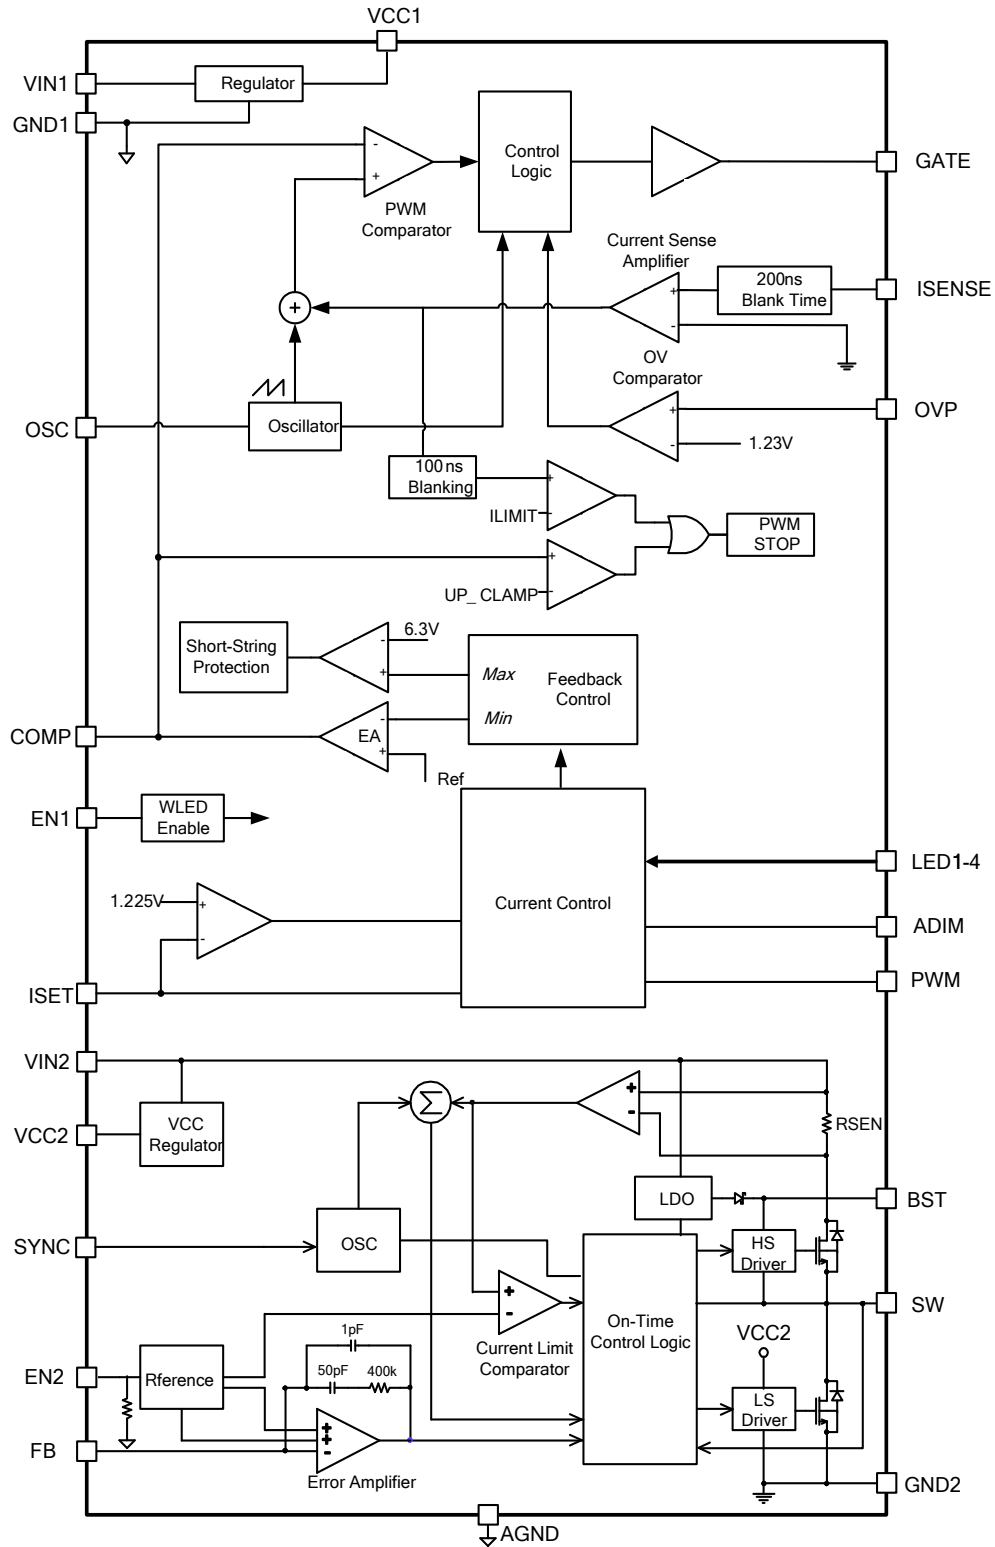 VCC1
VIN1
Regulator
GND1
-
+
PWM
Comparator
Control
Logic
GATE
Current Sense
Amplifier
+
-
200ns
Blank Time
ISENSE
+
OV
Comparator
+
-
1.23V
OVP
OSC
Oscillator
100ns
Blanking
+
-
ILIMIT
+
-
UP_ CLAMP
PWM
STOP
Short-String
Protection
-
+
6.3V
Max
Min
Feedback
Control
COMP
EA
-
+
Ref
EN1
WLED
Enable
LED1-4
1.225V
+
-
Current Control
ADIM
PWM
ISET
VIN2
VCC2
VCC
Regulator
Σ
+
-
RSEN
LDO
BST
SYNC
OSC
HS
Driver
+
-
Current Limit
Comparator
On-Time
Control Logic
SW
VCC2
1pF
50pF
400k
EN2
Rference
LS
Driver
+
+
-
FB
Error Amplifier
GND2
AGND